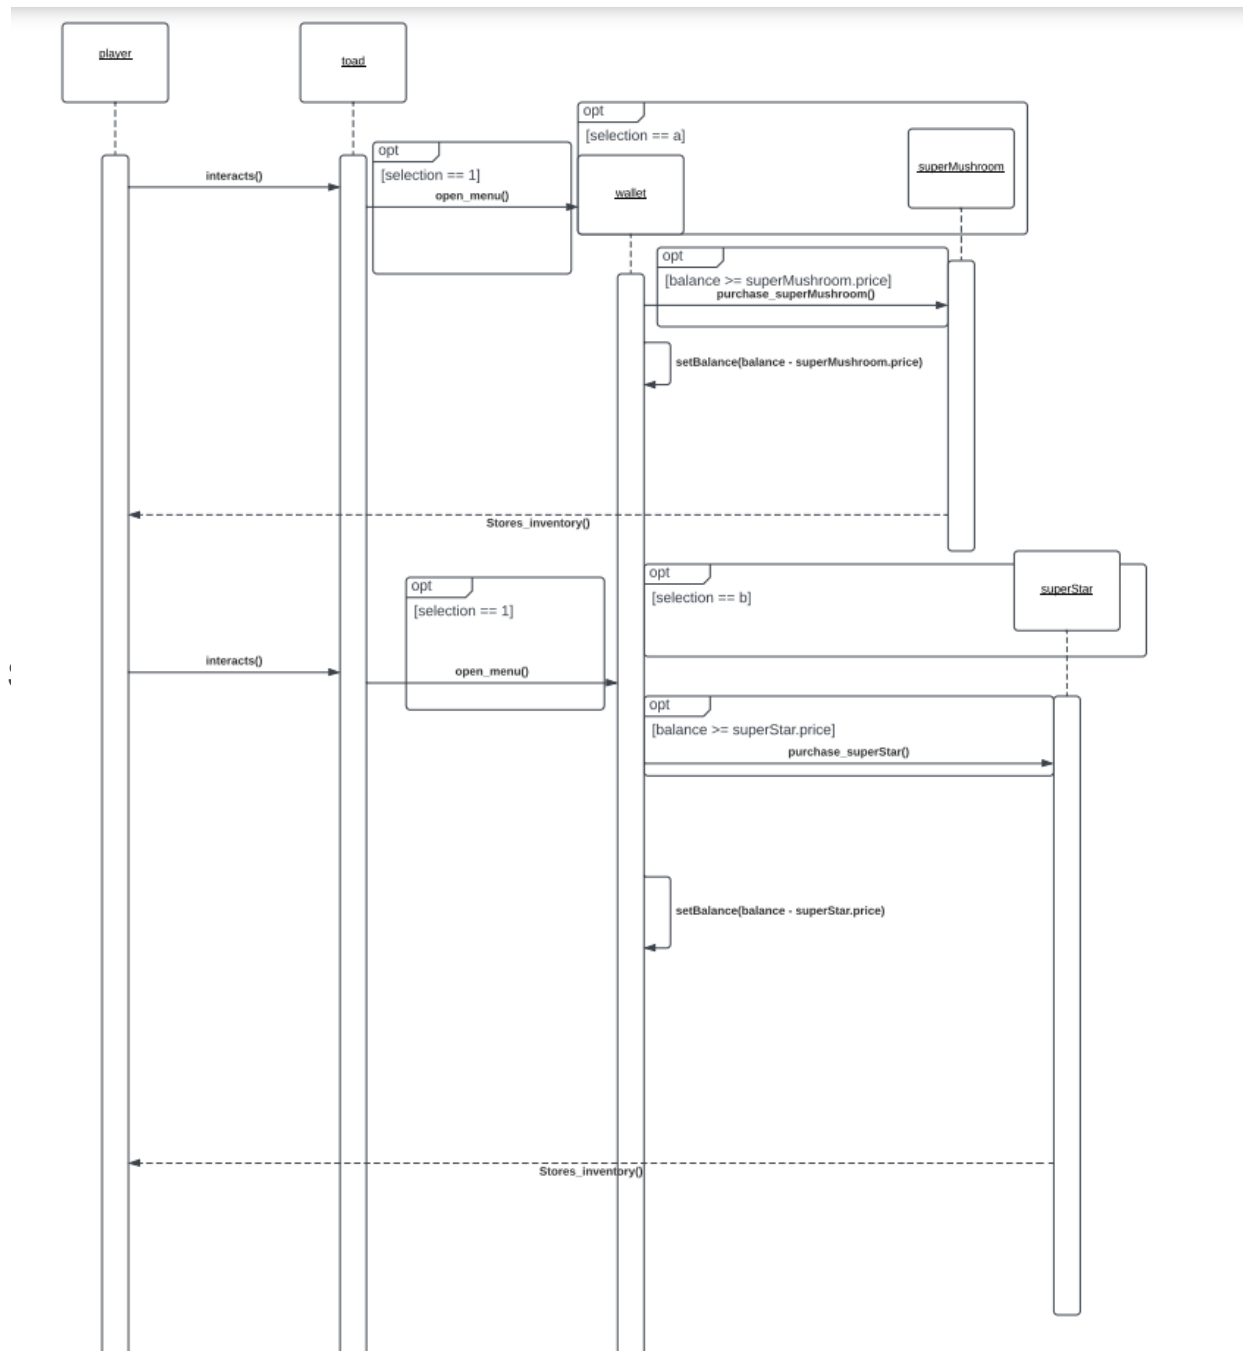 player
toad
opt
[selection == a]
superMushroom
opt
[selection == 1]
open_menu()
interacts()
wallet
opt
[balance >= superMushroom.price]
purchase_superMushroom()
setBalance(balance - superMushroom.price)
Stores_inventory()
opt
[selection == b]
superStar
opt
[selection == 1]
interacts()
open_menu()
opt
[balance >= superStar.price]
purchase_superStar()
setBalance(balance - superStar.price)
Stores_inventory()